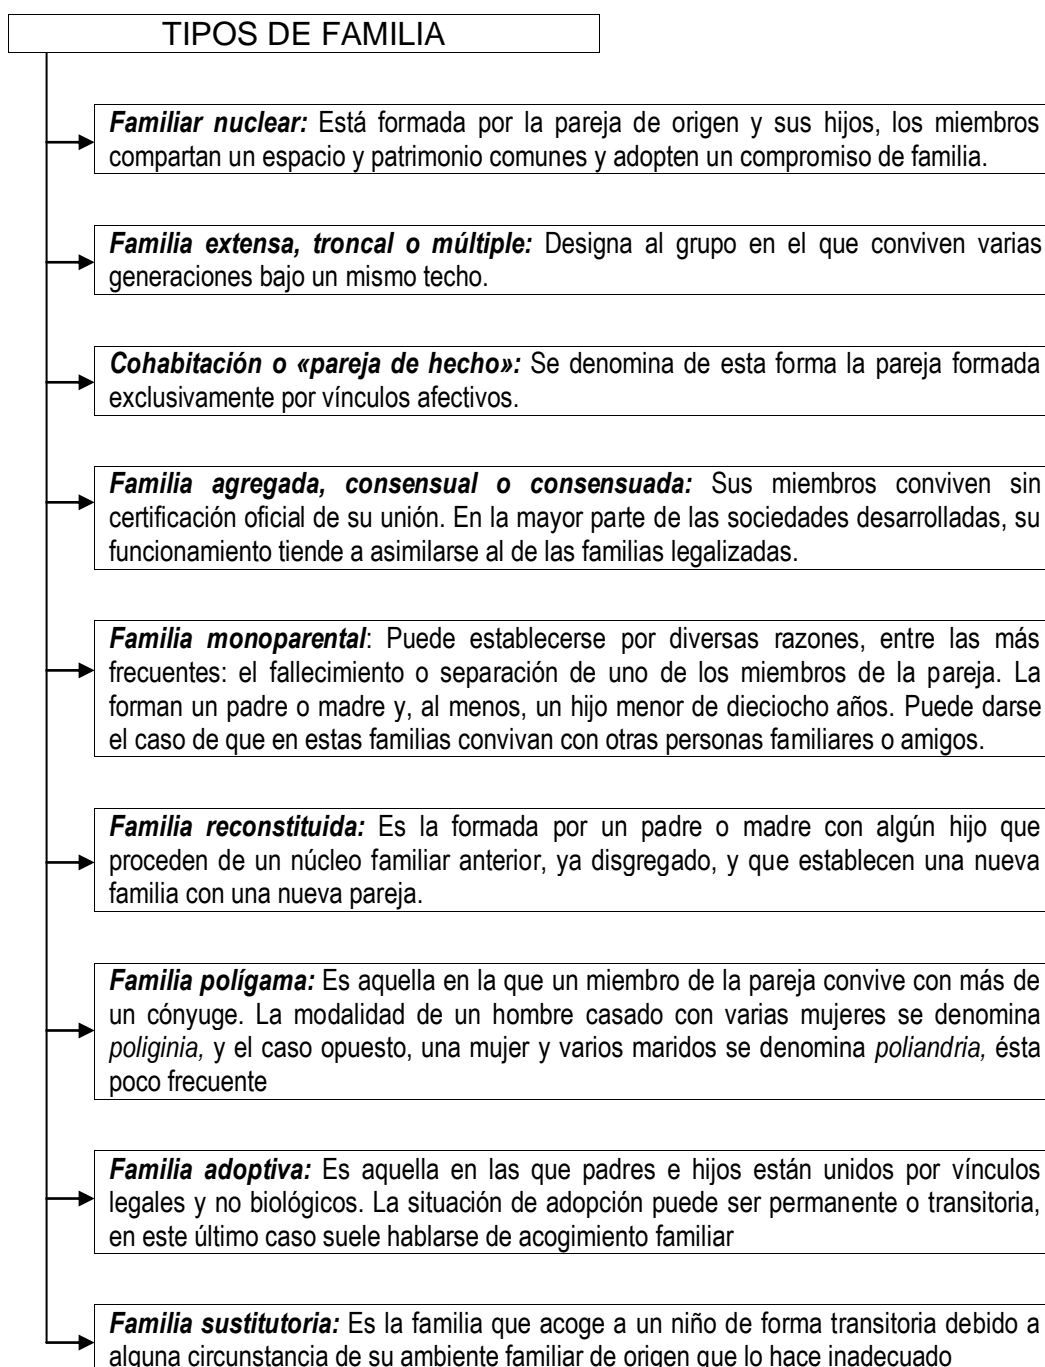 TIPOS DE FAMILIA
Familiar nuclear: Está formada por la pareja de origen y sus hijos, los miembros
compartan un espacio y patrimonio comunes y adopten un compromiso de familia.
Familia extensa, troncal o múltiple: Designa al grupo en el que conviven varias
generaciones bajo un mismo techo.
Cohabitación o «pareja de hecho»: Se denomina de esta forma la pareja formada
exclusivamente por vínculos afectivos.
Familia agregada, consensual o consensuada: Sus miembros conviven sin
certificación oficial de su unión. En la mayor parte de las sociedades desarrolladas, su
funcionamiento tiende a asimilarse al de las familias legalizadas.
Familia monoparental: Puede establecerse por diversas razones, entre las más
frecuentes: el fallecimiento o separación de uno de los miembros de la pareja. La
forman un padre o madre y, al menos, un hijo menor de dieciocho años. Puede darse
el caso de que en estas familias convivan con otras personas familiares o amigos.
Familia reconstituida: Es la formada por un padre o madre con algún hijo que
proceden de un núcleo familiar anterior, ya disgregado, y que establecen una nueva
familia con una nueva pareja.
Familia polígama: Es aquella en la que un miembro de la pareja convive con más de
un cónyuge. La modalidad de un hombre casado con varias mujeres se denomina
poliginia, y el caso opuesto, una mujer y varios maridos se denomina poliandria, ésta
poco frecuente
Familia adoptiva: Es aquella en las que padres e hijos están unidos por vínculos
legales y no biológicos. La situación de adopción puede ser permanente o transitoria,
en este último caso suele hablarse de acogimiento familiar
Familia sustitutoria: Es la familia que acoge a un niño de forma transitoria debido a
alguna circunstancia de su ambiente familiar de origen que lo hace inadecuado